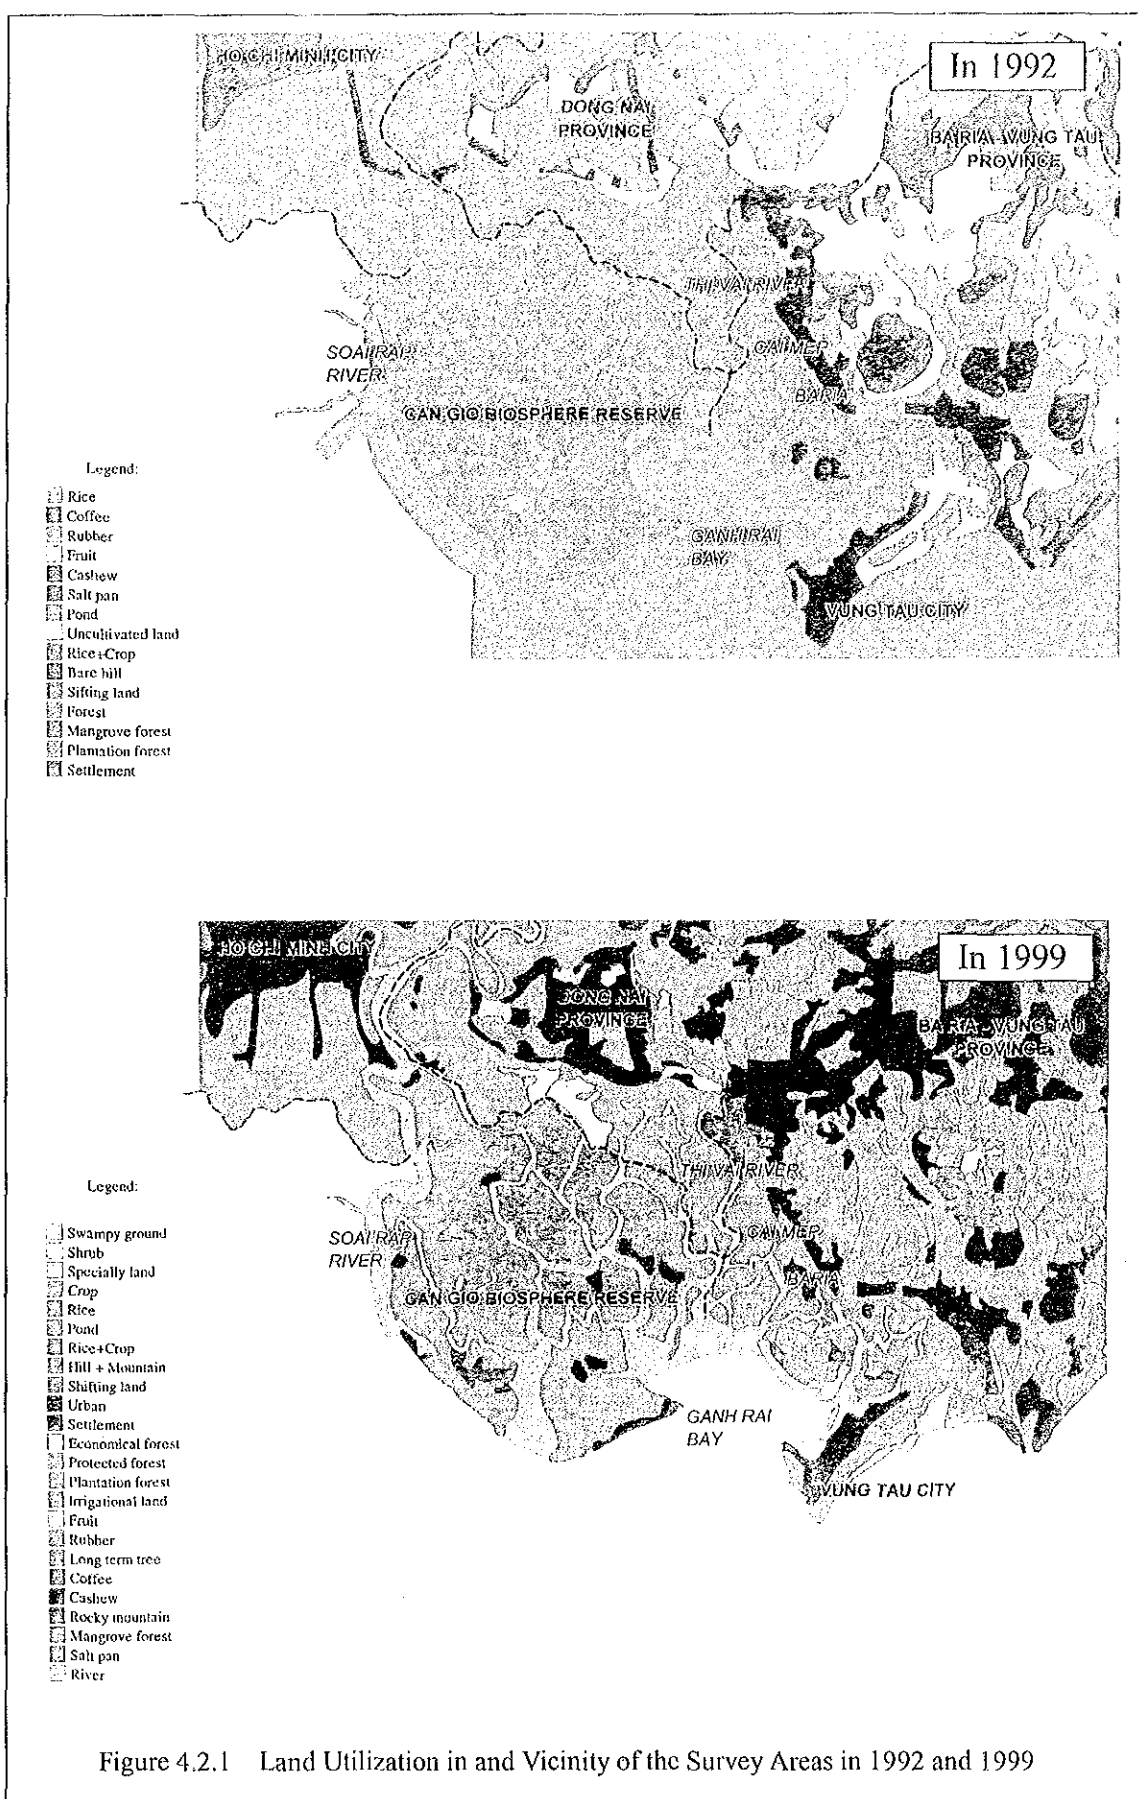 In 1992
HO CHI MINH CITY
DONG NAI
PROVINCE
BARIA - VUNG TAU
PROVINCE
THI VAI RIVER
SOAI RAP
RIVER
CAI MEP
BARIA
CAN GIO BIOSPHERE RESERVE
GANH RAI
BAY
VUNG TAU CITY
Legend:
Rice
Coffee
Rubber
Fruit
Cashew
Salt pan
Pond
Uncultivated land
Rice+Crop
Bare hill
Sifting land
Forest
Mangrove forest
Plantation forest
Settlement
In 1999
HO CHI MINH CITY
DONG NAI
PROVINCE
BARIA - VUNG TAU
PROVINCE
THI VAI RIVER
SOAI RAP
RIVER
CAI MEP
BARIA
CAN GIO BIOSPHERE RESERVE
GANH RAI
BAY
VUNG TAU CITY
Legend:
Swampy ground
Shrub
Specially land
Crop
Rice
Pond
Rice+Crop
Hill + Mountain
Shifting land
Urban
Settlement
Economical forest
Protected forest
Plantation forest
Irrigational land
Fruit
Rubber
Long term tree
Coffee
Cashew
Rocky mountain
Mangrove forest
Salt pan
River
Figure 4.2.1 Land Utilization in and Vicinity of the Survey Areas in 1992 and 1999